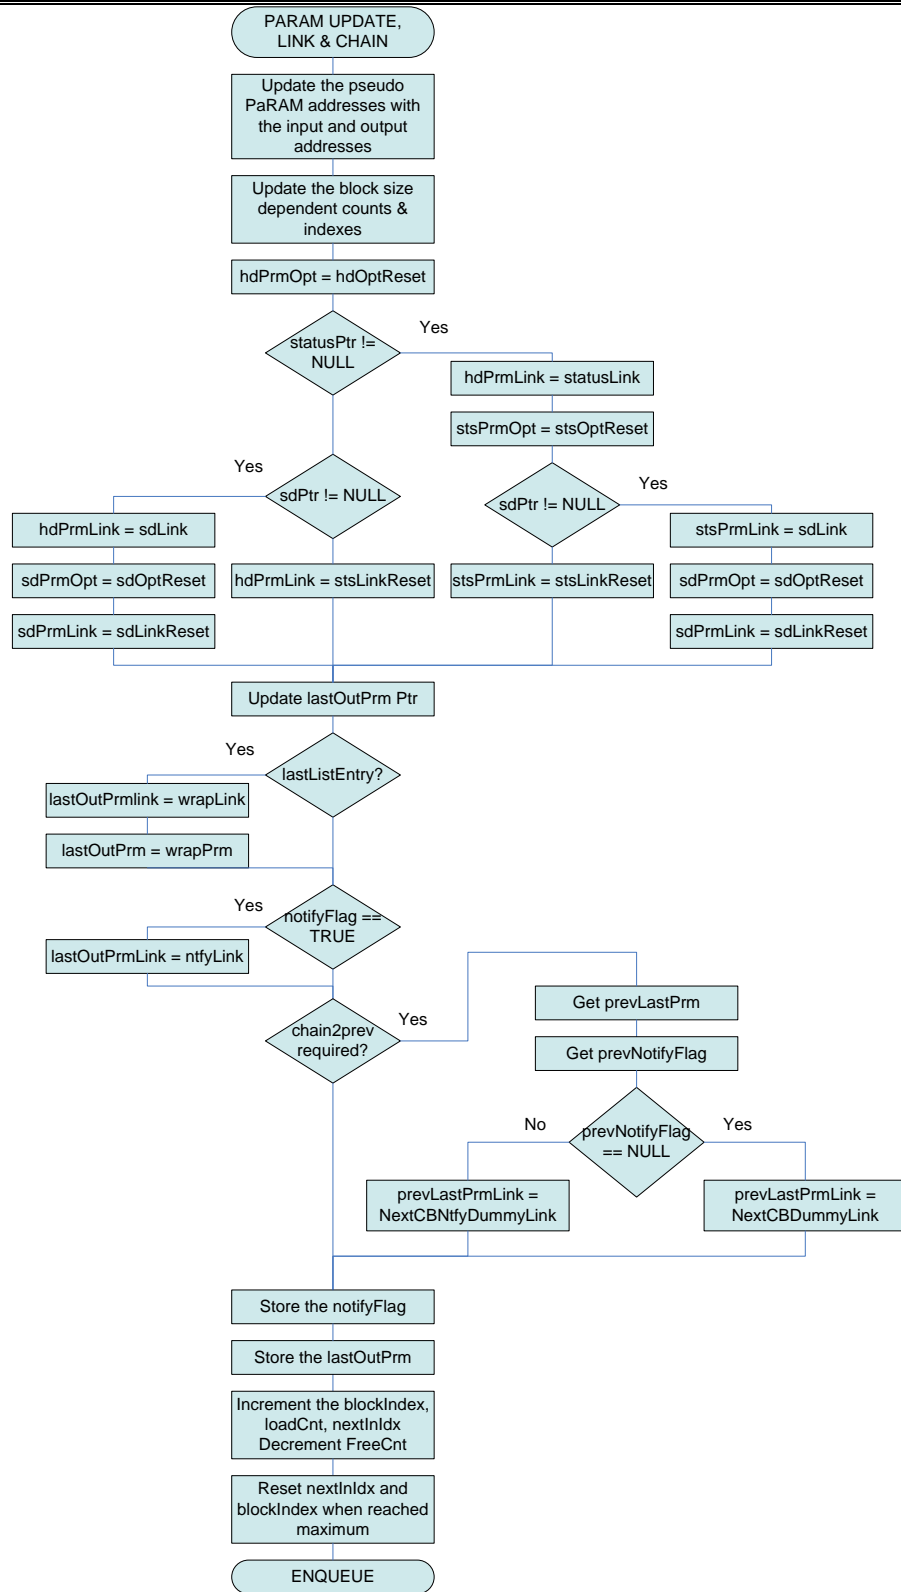 PARAM UPDATE,
LINK & CHAIN
Update the pseudo
PaRAM addresses with
the input and output
addresses
Update the block size
dependent counts &
indexes
hdPrmOpt = hdOptReset
statusPtr !=
NULL
Yes
hdPrmLink = statusLink
stsPrmOpt = stsOptReset
Yes
sdPtr != NULL
sdPtr != NULL
Yes
hdPrmLink = sdLink
sdPrmOpt = sdOptReset
sdPrmLink = sdLinkReset
hdPrmLink = stsLinkReset
stsPrmLink = stsLinkReset
stsPrmLink = sdLink
sdPrmOpt = sdOptReset
sdPrmLink = sdLinkReset
Update lastOutPrm Ptr
Yes
lastListEntry?
lastOutPrmlink = wrapLink
lastOutPrm = wrapPrm
Yes
notifyFlag ==
TRUE
lastOutPrmLink = ntfyLink
chain2prev
required?
Yes
Get prevLastPrm
Get prevNotifyFlag
No
prevNotifyFlag
== NULL
Yes
prevLastPrmLink =
NextCBNtfyDummyLink
prevLastPrmLink =
NextCBDummyLink
Store the notifyFlag
Store the lastOutPrm
Increment the blockIndex,
loadCnt, nextInIdx
Decrement FreeCnt
Reset nextInIdx and
blockIndex when reached
maximum
ENQUEUE